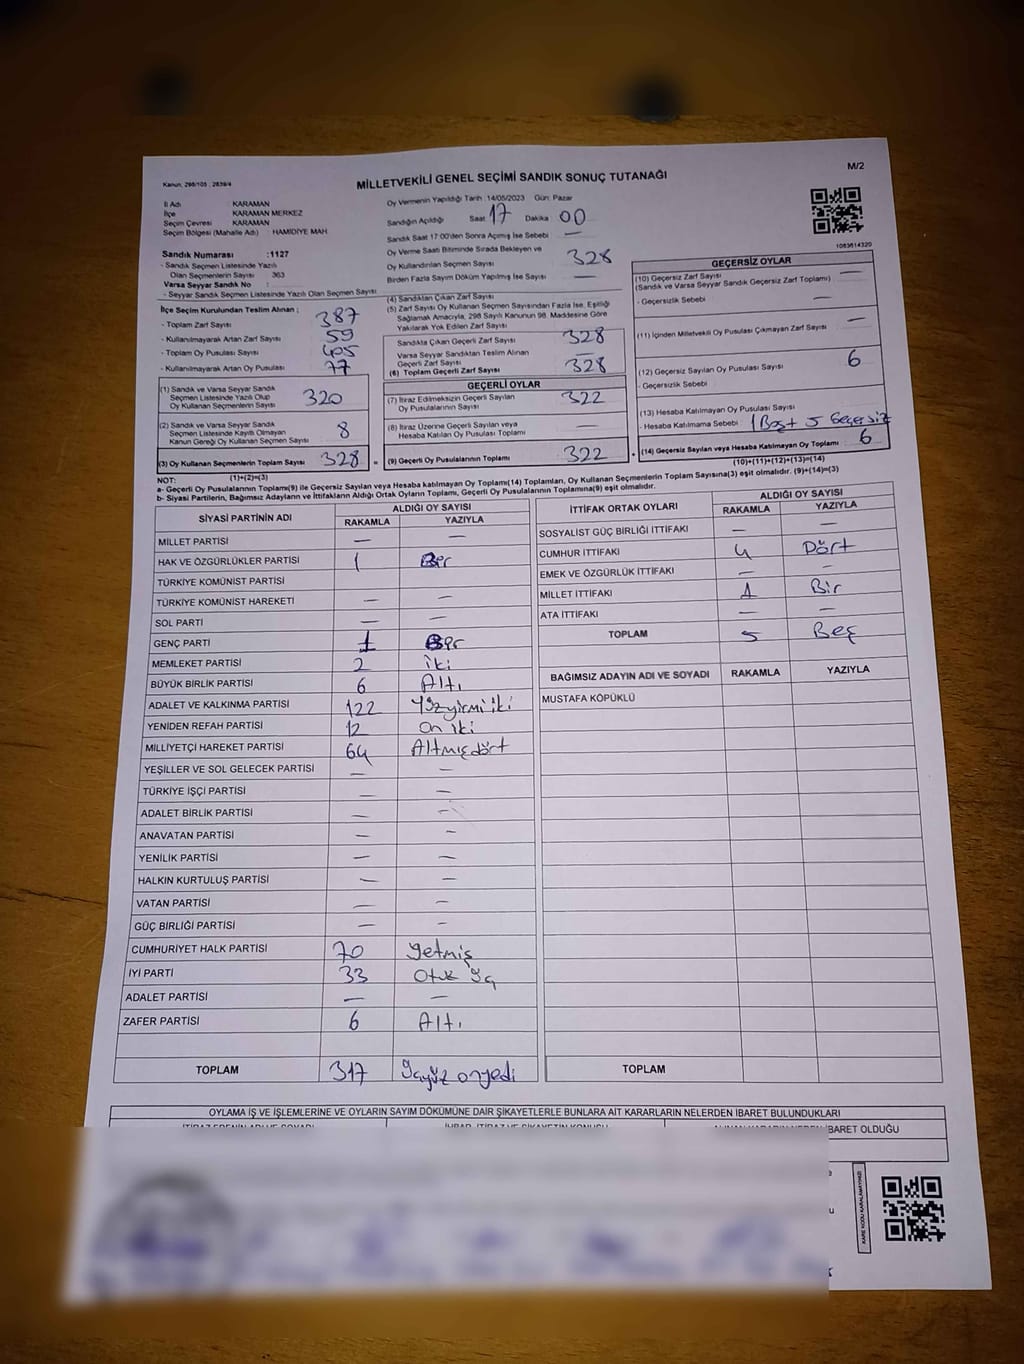 M/2
Kanun: 298/105 ; 2839/4
MİLLETVEKİLİ GENEL SEÇİMİ SANDIK SONUÇ TUTANAĞI
İl Adı : KARAMAN
İlçe : KARAMAN MERKEZ
Seçim Çevresi : KARAMAN
Seçim Bölgesi (Mahalle Adı) : HAMİDİYE MAH
Sandık Numarası :1127
- Sandık Seçmen Listesinde Yazılı
Olan Seçmenlerin Sayısı 363
Varsa Seyyar Sandık No :
- Seyyar Sandık Seçmen Listesinde Yazılı Olan Seçmen Sayısı
İlçe Seçim Kurulundan Teslim Alınan ;
- Toplam Zarf Sayısı 387
- Kullanılmayarak Artan Zarf Sayısı 59
- Toplam Oy Pusulası Sayısı 405
- Kullanılmayarak Artan Oy Pusulası 77
(1) Sandık ve Varsa Seyyar Sandık
Seçmen Listesinde Yazılı Olup
Oy Kullanan Seçmenlerin Sayısı 320
(2) Sandık ve Varsa Seyyar Sandık
Seçmen Listesinde Kayıtlı Olmayan
Kanun Gereği Oy Kullanan Seçmen Sayısı 8
(3) Oy Kullanan Seçmenlerin Toplam Sayısı 328
(1)+(2)=(3)
Oy Vermenin Yapıldığı Tarih :14/05/2023 Gün: Pazar
Sandığın Açıldığı Saat 17 Dakika 00
Sandık Saat 17:00'den Sonra Açılmış İse Sebebi —
Oy Verme Saati Bitiminde Sırada Bekleyen ve
Oy Kullandırılan Seçmen Sayısı 328
Birden Fazla Sayım Döküm Yapılmış İse Sayısı —
(4) Sandıktan Çıkan Zarf Sayısı
(5) Zarf Sayısı Oy Kullanan Seçmen Sayısından Fazla İse, Eşitliği
Sağlamak Amacıyla, 298 Sayılı Kanunun 98. Maddesine Göre
Yakılarak Yok Edilen Zarf Sayısı
Sandıkta Çıkan Geçerli Zarf Sayısı 328
Varsa Seyyar Sandıktan Teslim Alınan
Geçerli Zarf Sayısı —
(6) Toplam Geçerli Zarf Sayısı 328
GEÇERLİ OYLAR
(7) İtiraz Edilmeksizin Geçerli Sayılan
Oy Pusulalarının Sayısı 322
(8) İtiraz Üzerine Geçerli Sayılan veya
Hesaba Katılan Oy Pusulası Toplamı —
(9) Geçerli Oy Pusulalarının Toplamı 322
1083614320
GEÇERSİZ OYLAR
(10) Geçersiz Zarf Sayısı —
(Sandık ve Varsa Seyyar Sandık Geçersiz Zarf Toplamı)
- Geçersizlik Sebebi —
(11) İçinden Milletvekili Oy Pusulası Çıkmayan Zarf Sayısı —
(12) Geçersiz Sayılan Oy Pusulası Sayısı 6
- Geçersizlik Sebebi
(13) Hesaba Katılmayan Oy Pusulası Sayısı
- Hesaba Katılmama Sebebi : 1 Boş + 5 Geçersiz
(14) Geçersiz Sayılan veya Hesaba Katılmayan Oy Toplamı 6
(10)+(11)+(12)+(13)=(14)
NOT:
a- Geçerli Oy Pusulalarının Toplamı(9) ile Geçersiz Sayılan veya Hesaba Katılmayan Oy Toplamı(14) Toplamları, Oy Kullanan Seçmenlerin Toplam Sayısına(3) eşit olmalıdır. (9)+(14)=(3)
b- Siyasi Partilerin, Bağımsız Adayların ve İttifakların Aldığı Ortak Oyların Toplamı, Geçerli Oy Pusulalarının Toplamına(9) eşit olmalıdır.
SİYASİ PARTİNİN ADI ALDIĞI OY SAYISI
RAKAMLA YAZIYLA
MİLLET PARTİSİ — —
HAK VE ÖZGÜRLÜKLER PARTİSİ 1 Bir
TÜRKİYE KOMÜNİST PARTİSİ
TÜRKİYE KOMÜNİST HAREKETİ — —
SOL PARTİ — —
GENÇ PARTİ 1 Bir
MEMLEKET PARTİSİ 2 iki
BÜYÜK BİRLİK PARTİSİ 6 Altı
ADALET VE KALKINMA PARTİSİ 122 Yüzyirmi iki
YENİDEN REFAH PARTİSİ 12 On iki
MİLLİYETÇİ HAREKET PARTİSİ 64 Altmışdört
YEŞİLLER VE SOL GELECEK PARTİSİ — —
TÜRKİYE İŞÇİ PARTİSİ — —
ADALET BİRLİK PARTİSİ — —
ANAVATAN PARTİSİ — —
YENİLİK PARTİSİ — —
HALKIN KURTULUŞ PARTİSİ — —
VATAN PARTİSİ — —
GÜÇ BİRLİĞİ PARTİSİ — —
CUMHURİYET HALK PARTİSİ 70 Yetmiş
İYİ PARTİ 33 Otuz üç
ADALET PARTİSİ — —
ZAFER PARTİSİ 6 Altı
TOPLAM 317 Üçyüz onyedi
İTTİFAK ORTAK OYLARI ALDIĞI OY SAYISI
RAKAMLA YAZIYLA
SOSYALİST GÜÇ BİRLİĞİ İTTİFAKI — —
CUMHUR İTTİFAKI 4 Dört
EMEK VE ÖZGÜRLÜK İTTİFAKI — —
MİLLET İTTİFAKI 1 Bir
ATA İTTİFAKI — —
TOPLAM 5 Beş
BAĞIMSIZ ADAYIN ADI VE SOYADI RAKAMLA YAZIYLA
MUSTAFA KÖPÜKLÜ
TOPLAM
OYLAMA İŞ VE İŞLEMLERİNE VE OYLARIN SAYIM DÖKÜMÜNE DAİR ŞİKAYETLERLE BUNLARA AİT KARARLARIN NELERDEN İBARET BULUNDUKLARI
İBARET OLDUĞU
KARE KODU KARALAMAYINIZ!